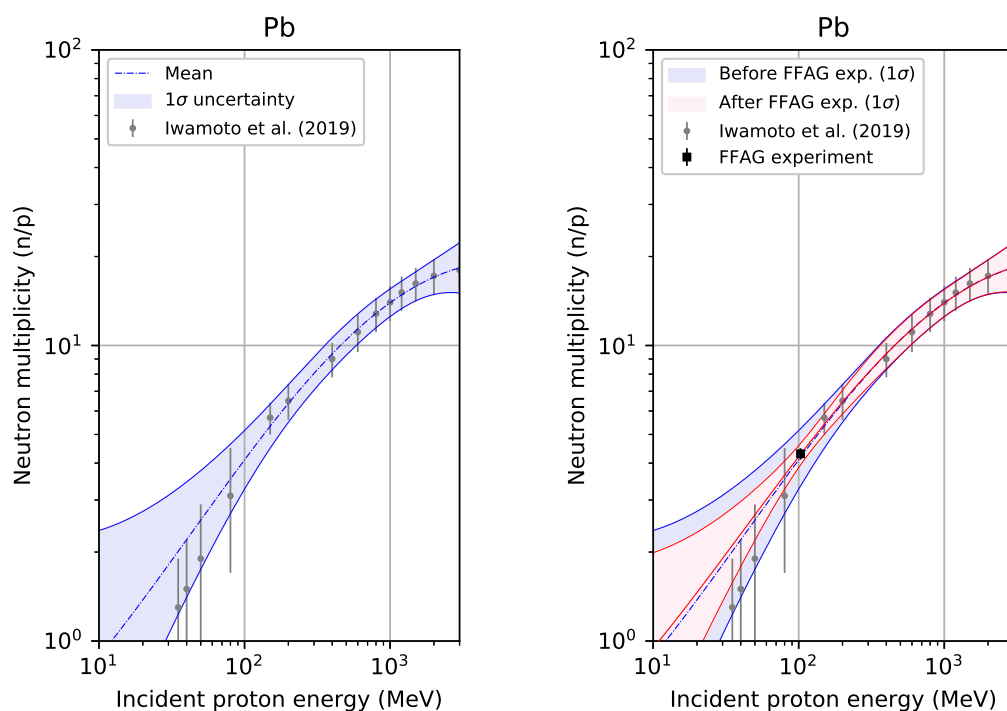 Pb
10²
10¹
10⁰
Neutron multiplicity (n/p)
Mean
1σ uncertainty
Iwamoto et al. (2019)
10¹
10²
10³
Incident proton energy (MeV)
Pb
10²
10¹
10⁰
Neutron multiplicity (n/p)
Before FFAG exp. (1σ)
After FFAG exp. (1σ)
Iwamoto et al. (2019)
FFAG experiment
10¹
10²
10³
Incident proton energy (MeV)